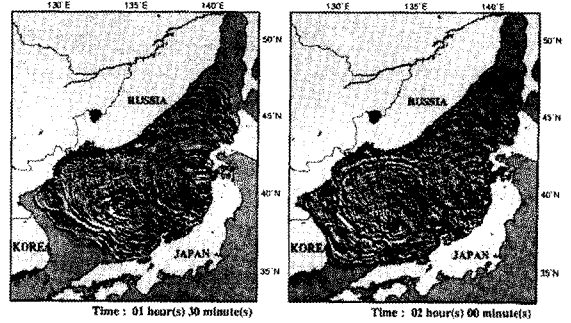 130°E 135°E 140°E
50°N
RUSSIA
45°N
40°N
KOREA
JAPAN
35°N
Time : 01 hour(s) 30 minute(s)
130°E 135°E 140°E
50°N
RUSSIA
45°N
40°N
KOREA
JAPAN
35°N
Time : 02 hour(s) 00 minute(s)